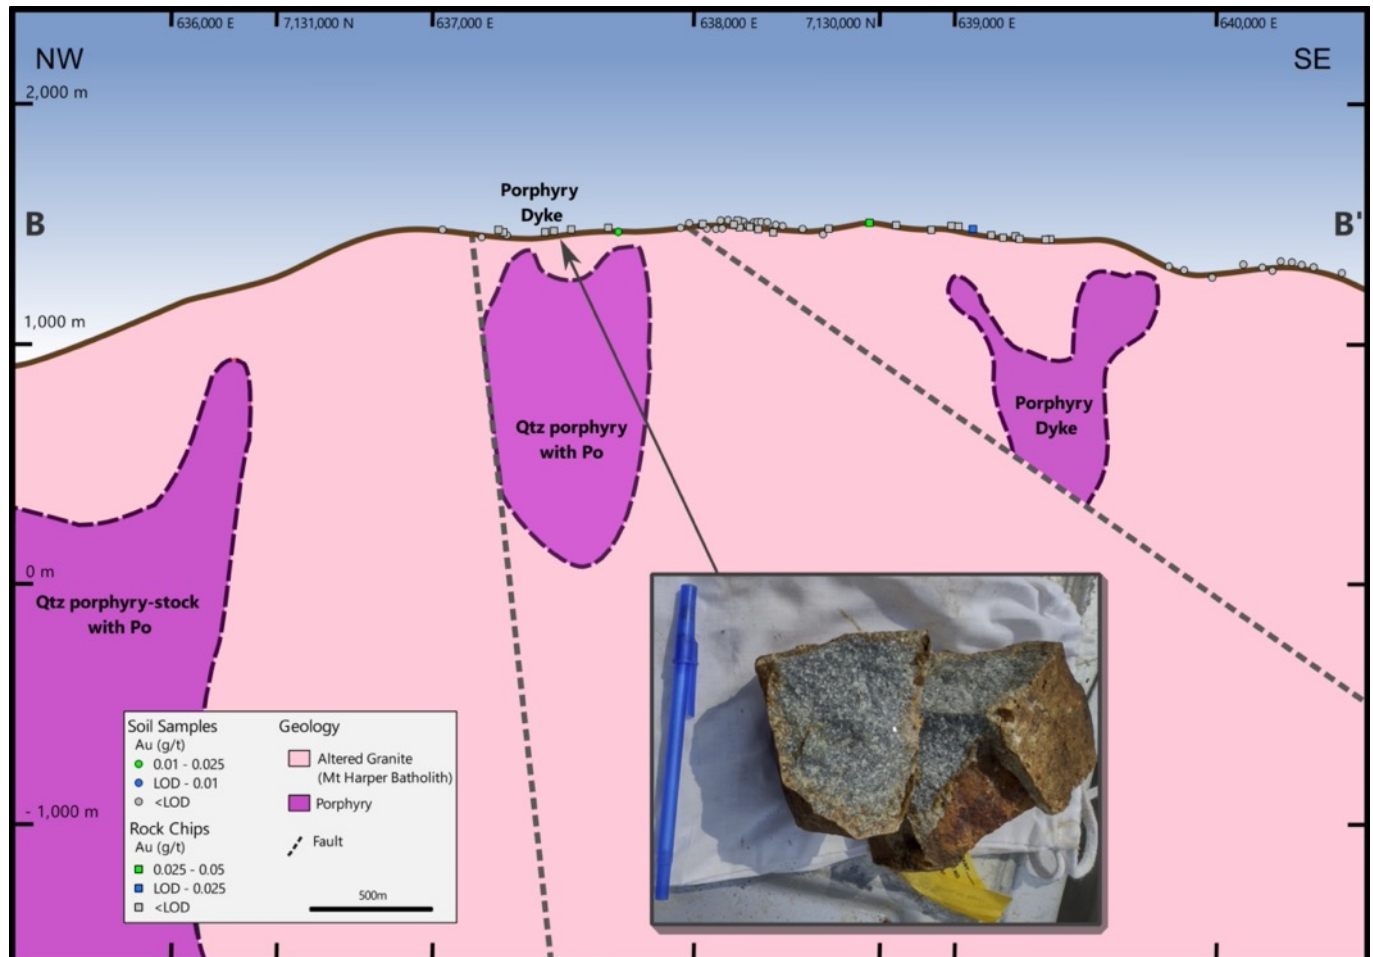 636,000 E
7,131,000 N
637,000 E
638,000 E
7,130,000 N
639,000 E
640,000 E
NW
SE
2,000 m
Porphyry
Dyke
B
B'
1,000 m
Qtz porphyry
with Po
Porphyry
Dyke
0 m
Qtz porphyry-stock
with Po
- 1,000 m
Soil Samples
Au (g/t)
0.01 - 0.025
LOD - 0.01
<LOD
Rock Chips
Au (g/t)
0.025 - 0.05
LOD - 0.025
<LOD
Geology
Altered Granite
(Mt Harper Batholith)
Porphyry
Fault
500m